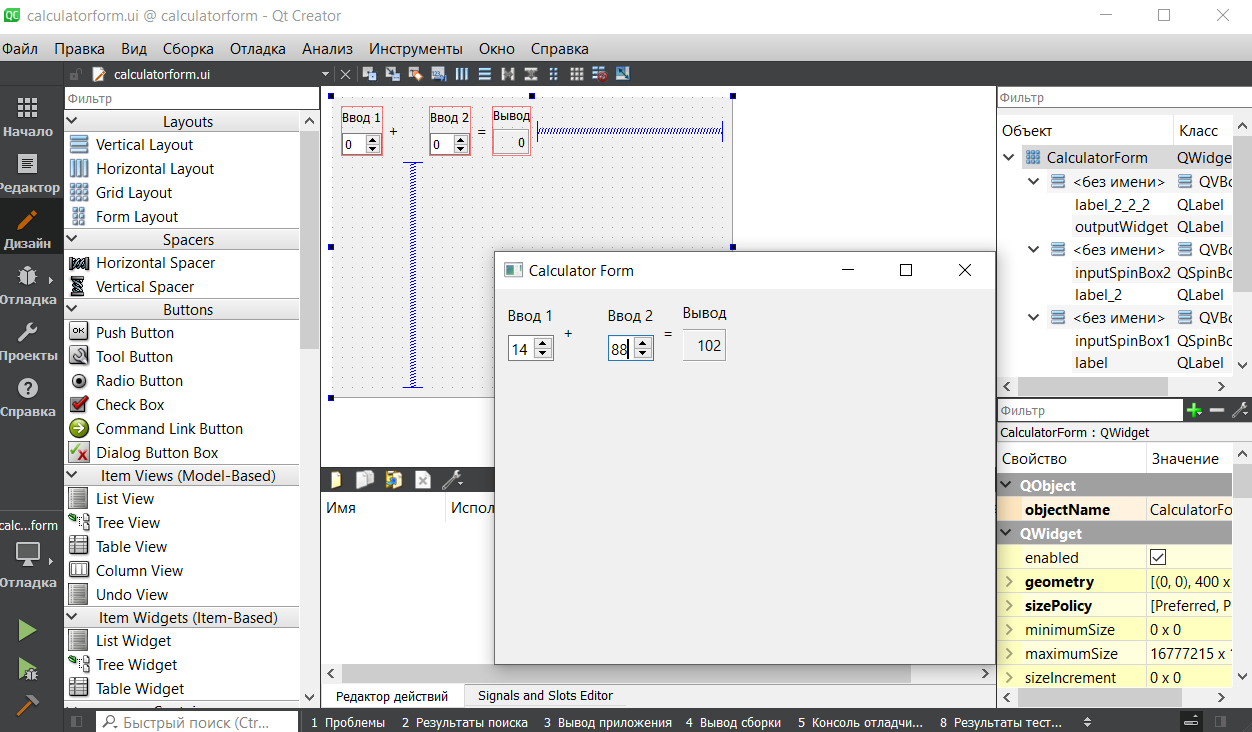 calculatorform.ui @ calculatorform - Qt Creator
Файл Правка Вид Сборка Отладка Анализ Инструменты Окно Справка
calculatorform.ui
Начало
Редактор
Дизайн
Отладка
Проекты
Справка
calc...form
Отладка
Фильтр
Layouts
Vertical Layout
Horizontal Layout
Grid Layout
Form Layout
Spacers
Horizontal Spacer
Vertical Spacer
Buttons
OK Push Button
Tool Button
Radio Button
Check Box
Command Link Button
Dialog Button Box
Item Views (Model-Based)
List View
Tree View
Table View
Column View
Undo View
Item Widgets (Item-Based)
List Widget
Tree Widget
Table Widget
Ввод 1 Ввод 2 Вывод
0 + 0 = 0
Calculator Form
Ввод 1 Ввод 2 Вывод
14 + 88 = 102
Имя Испол
Редактор действий Signals and Slots Editor
Фильтр
Объект Класс
CalculatorForm QWidge
<без имени> QVBo
label_2_2_2 QLabel
outputWidget QLabel
<без имени> QVBo
inputSpinBox2 QSpinBo
label_2 QLabel
<без имени> QVBo
inputSpinBox1 QSpinBo
label QLabel
Фильтр
CalculatorForm : QWidget
Свойство Значение
QObject
objectName CalculatorFo
QWidget
enabled
geometry [(0, 0), 400 x
sizePolicy [Preferred, P
minimumSize 0 x 0
maximumSize 16777215 x 1
sizeIncrement 0 x 0
Быстрый поиск (Ctr... 1 Проблемы 2 Результаты поиска 3 Вывод приложения 4 Вывод сборки 5 Консоль отладчи... 8 Результаты тест...